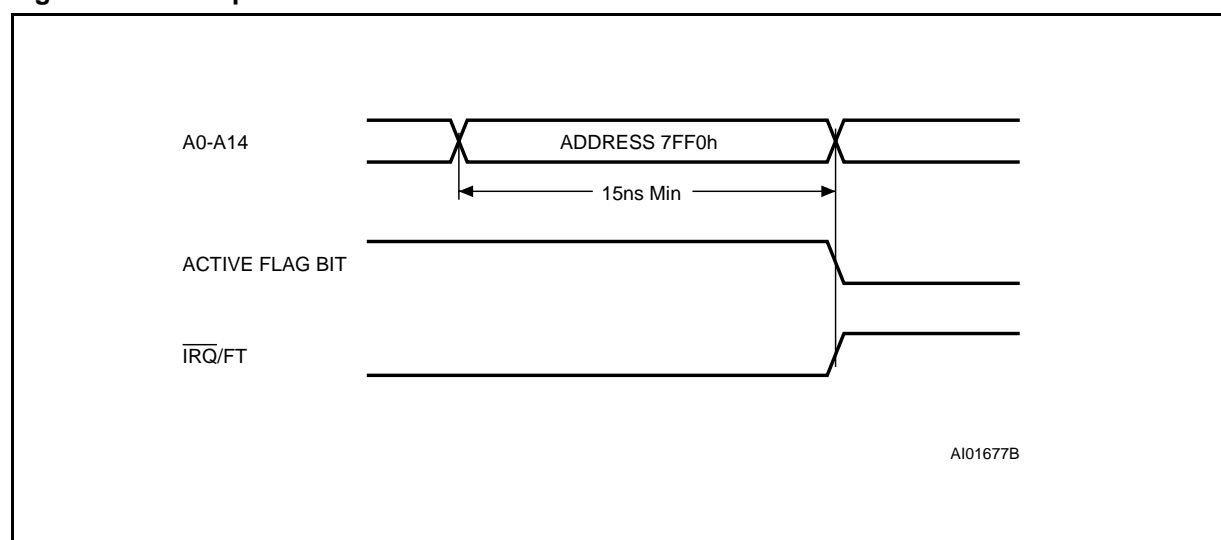 A0-A14
ADDRESS 7FF0h
15ns Min
ACTIVE FLAG BIT
IRQ/FT
AI01677B